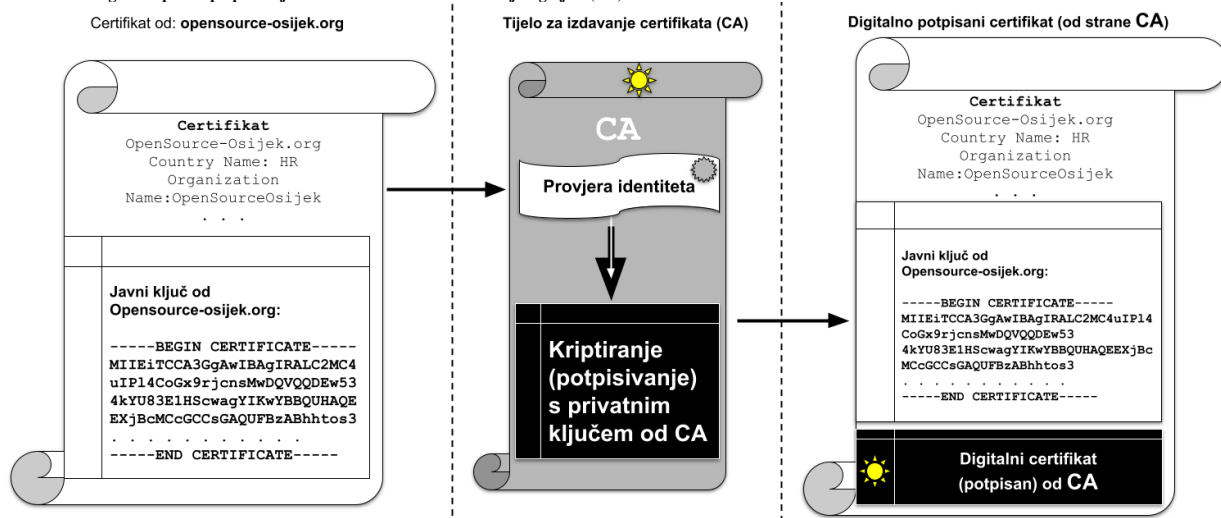 Certifikat od: opensource-osijek.org
Certifikat
OpenSource-Osijek.org
Country Name: HR
Organization
Name:OpenSourceOsijek
. . .
Javni ključ od
Opensource-osijek.org:
-----BEGIN CERTIFICATE-----
MIIEiTCCA3GgAwIBAgIRALC2MC4
uIPl4CoGx9rjcnsMwDQVQQDEw53
4kYU83E1HScwagYIKwYBBQUHAQE
EXjBcMCcGCCsGAQUFBzABhhtos3
. . . . . . . . . . .
-----END CERTIFICATE-----
Tijelo za izdavanje certifikata (CA)
CA
Provjera identiteta
Kriptiranje
(potpisivanje)
s privatnim
ključem od CA
Digitalno potpisani certifikat (od strane CA)
Certifikat
OpenSource-Osijek.org
Country Name: HR
Organization
Name:OpenSourceOsijek
. . .
Javni ključ od
Opensource-osijek.org:
-----BEGIN CERTIFICATE-----
MIIEiTCCA3GgAwIBAgIRALC2MC4uIPl4
CoGx9rjcnsMwDQVQQDEw53
4kYU83E1HScwagYIKwYBBQUHAQEEXjBc
MCcGCCsGAQUFBzABhhtos3
. . . . . . . . . . .
-----END CERTIFICATE-----
Digitalni certifikat
(potpisan) od CA